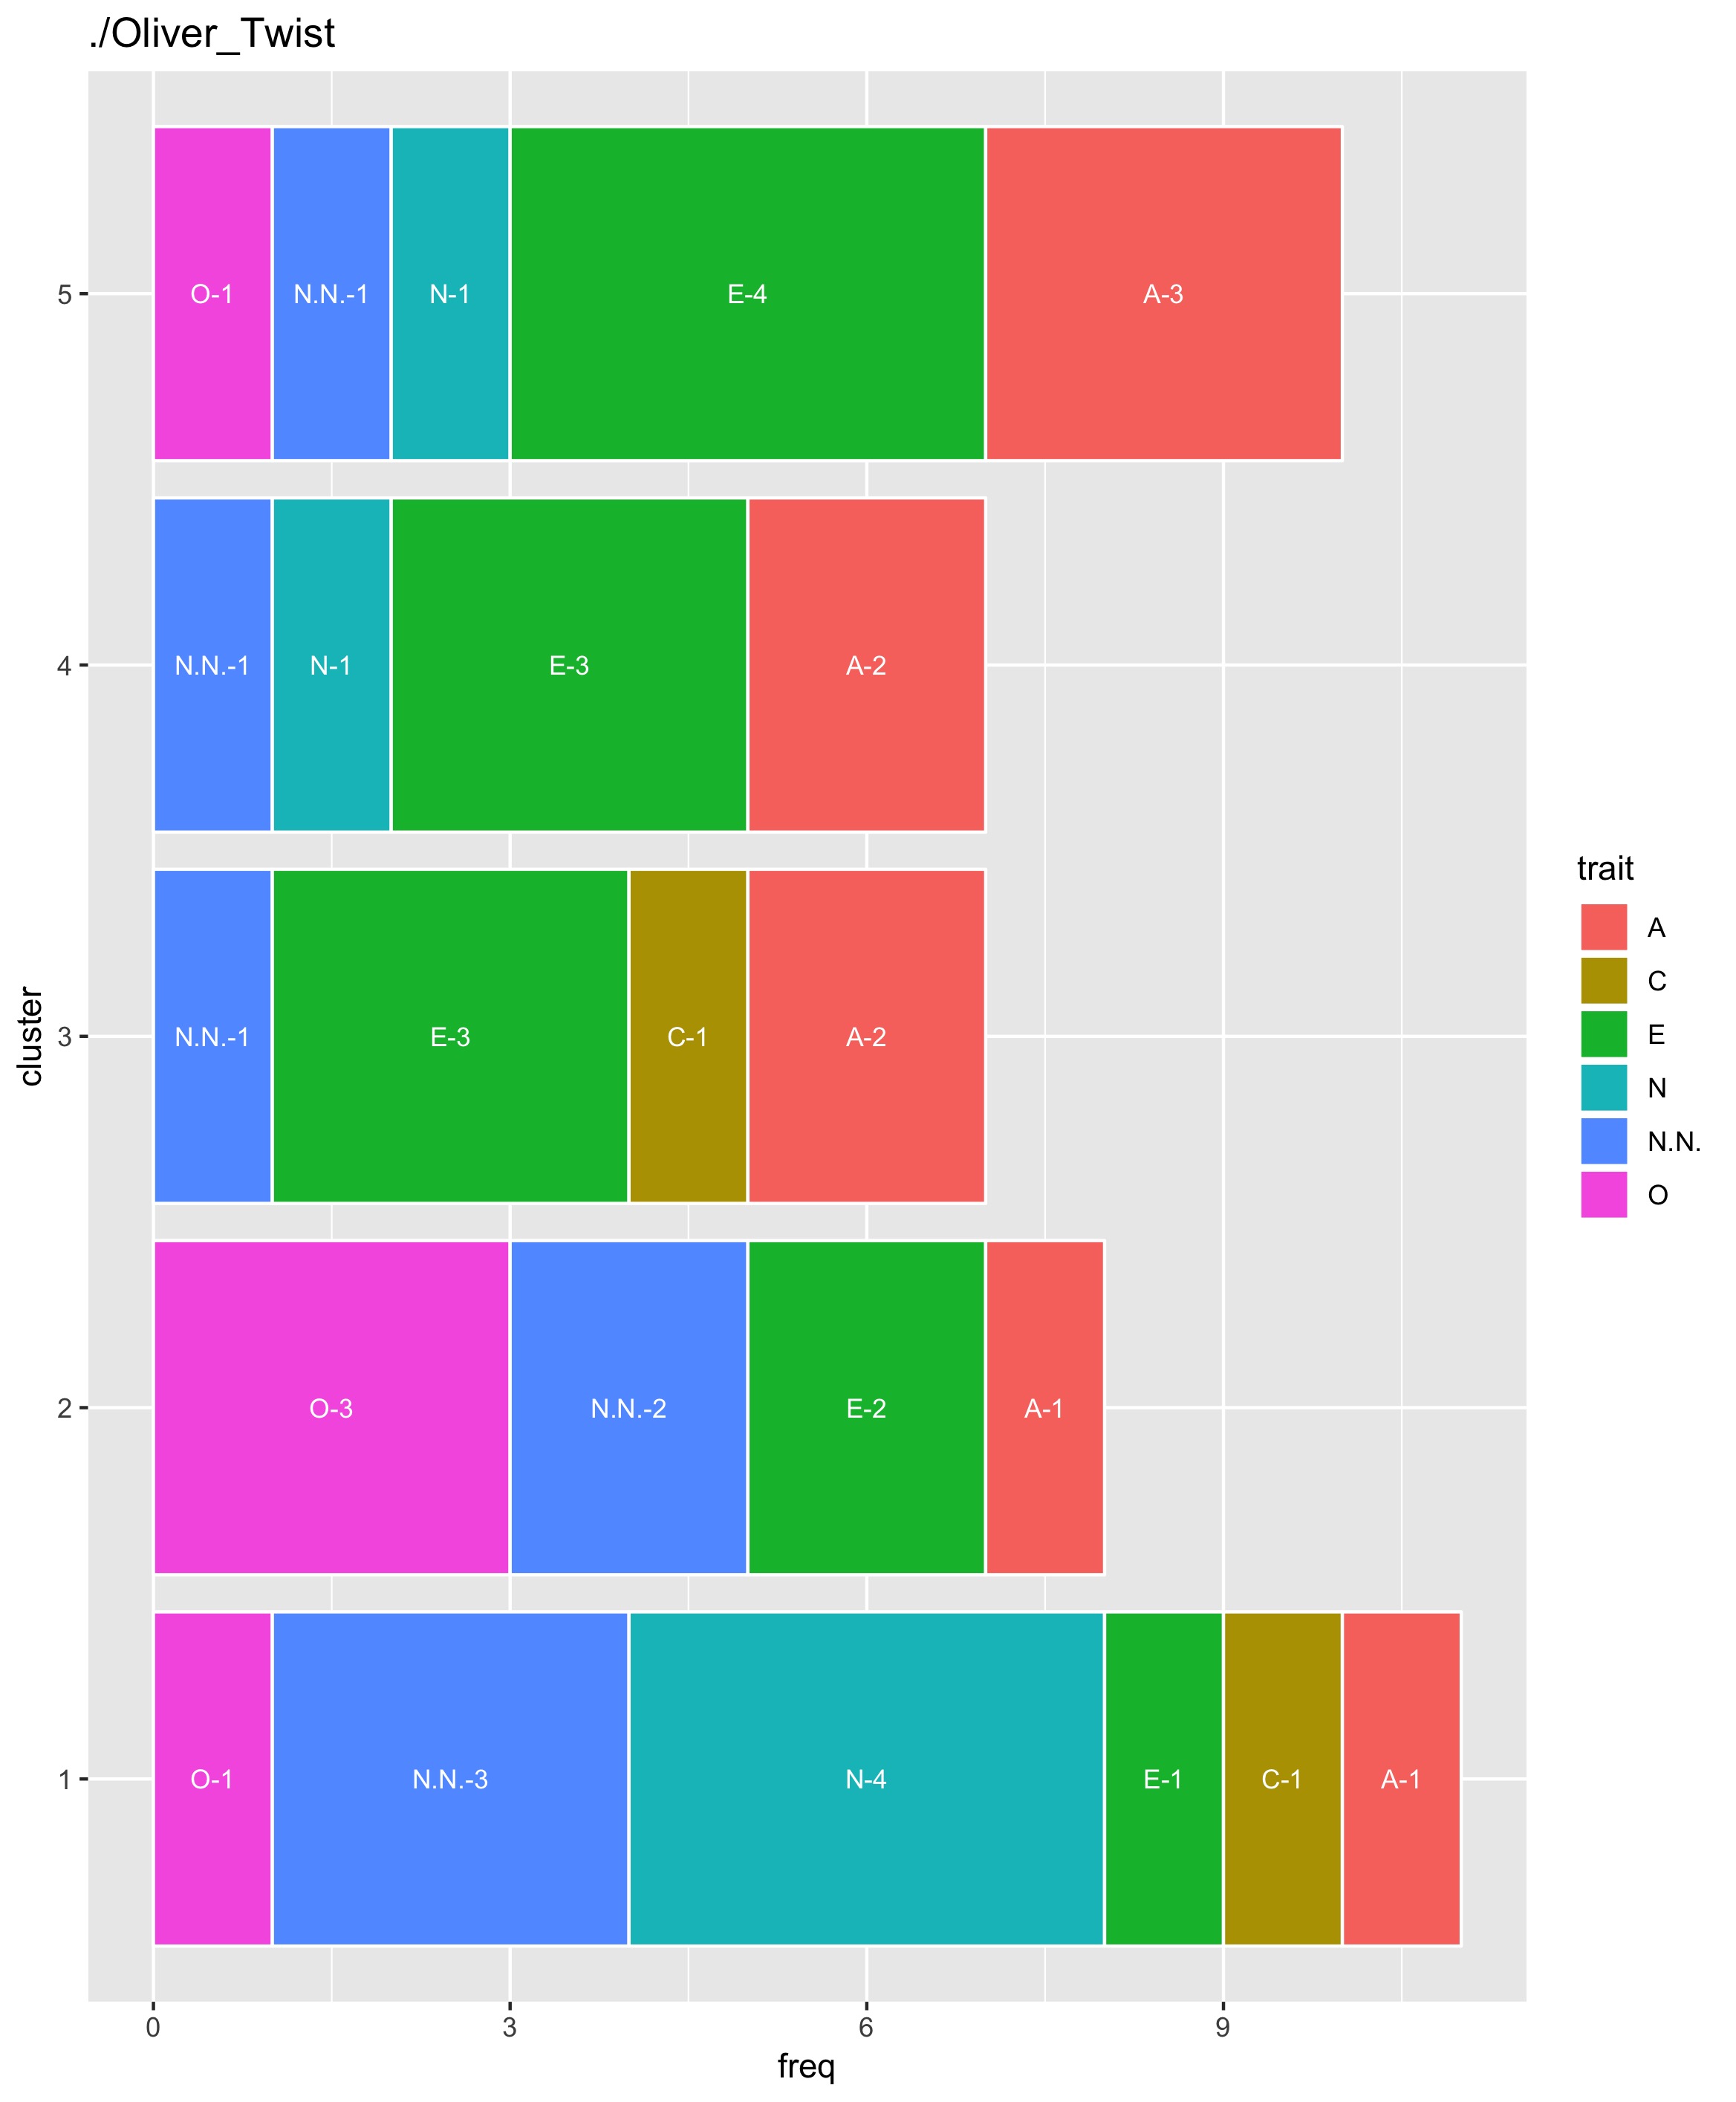 ./Oliver_Twist
cluster
5
O-1 N.N.-1 N-1 E-4 A-3
4
N.N.-1 N-1 E-3 A-2
3
N.N.-1 E-3 C-1 A-2
2
O-3 N.N.-2 E-2 A-1
1
O-1 N.N.-3 N-4 E-1 C-1 A-1
0 3 6 9
freq
trait
A
C
E
N
N.N.
O